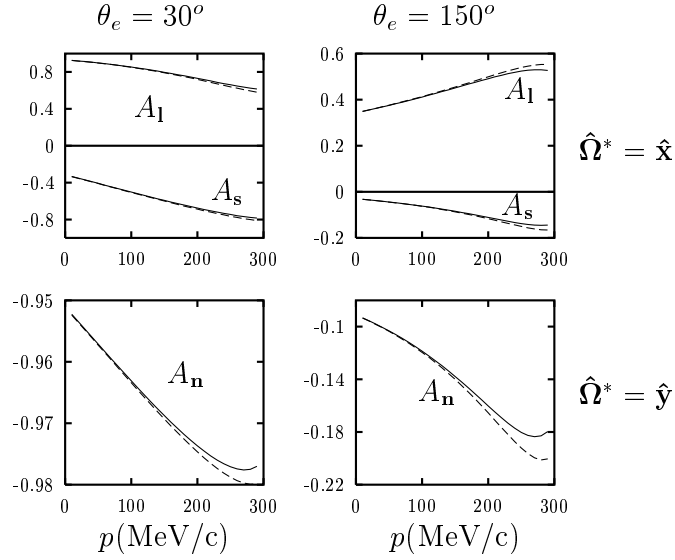 θe = 30° θe = 150°
0.8
0.4
0
-0.4
-0.8
Al
As
0 100 200 300
0.6
0.4
0.2
0
-0.2
Al
As
0 100 200 300
Ω̂* = x̂
-0.95
-0.96
-0.97
-0.98
An
0 100 200 300
p(MeV/c)
-0.1
-0.14
-0.18
-0.22
An
0 100 200 300
p(MeV/c)
Ω̂* = ŷ